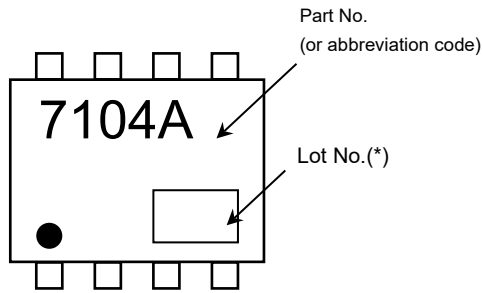 Part No.
(or abbreviation code)
7104A
Lot No.(*)